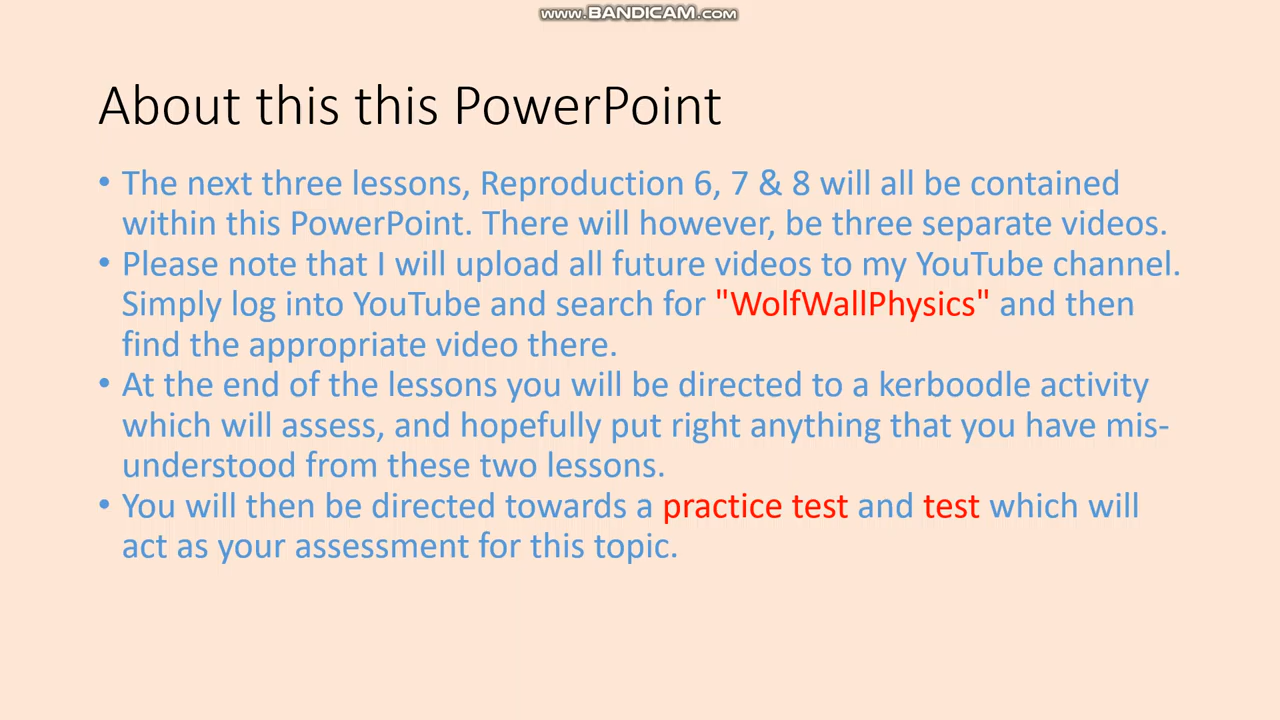 www.BANDICAM.com
About this this PowerPoint
• The next three lessons, Reproduction 6, 7 & 8 will all be contained
within this PowerPoint. There will however, be three separate videos.
• Please note that I will upload all future videos to my YouTube channel.
Simply log into YouTube and search for "WolfWallPhysics" and then
find the appropriate video there.
• At the end of the lessons you will be directed to a kerboodle activity
which will assess, and hopefully put right anything that you have mis-
understood from these two lessons.
• You will then be directed towards a practice test and test which will
act as your assessment for this topic.